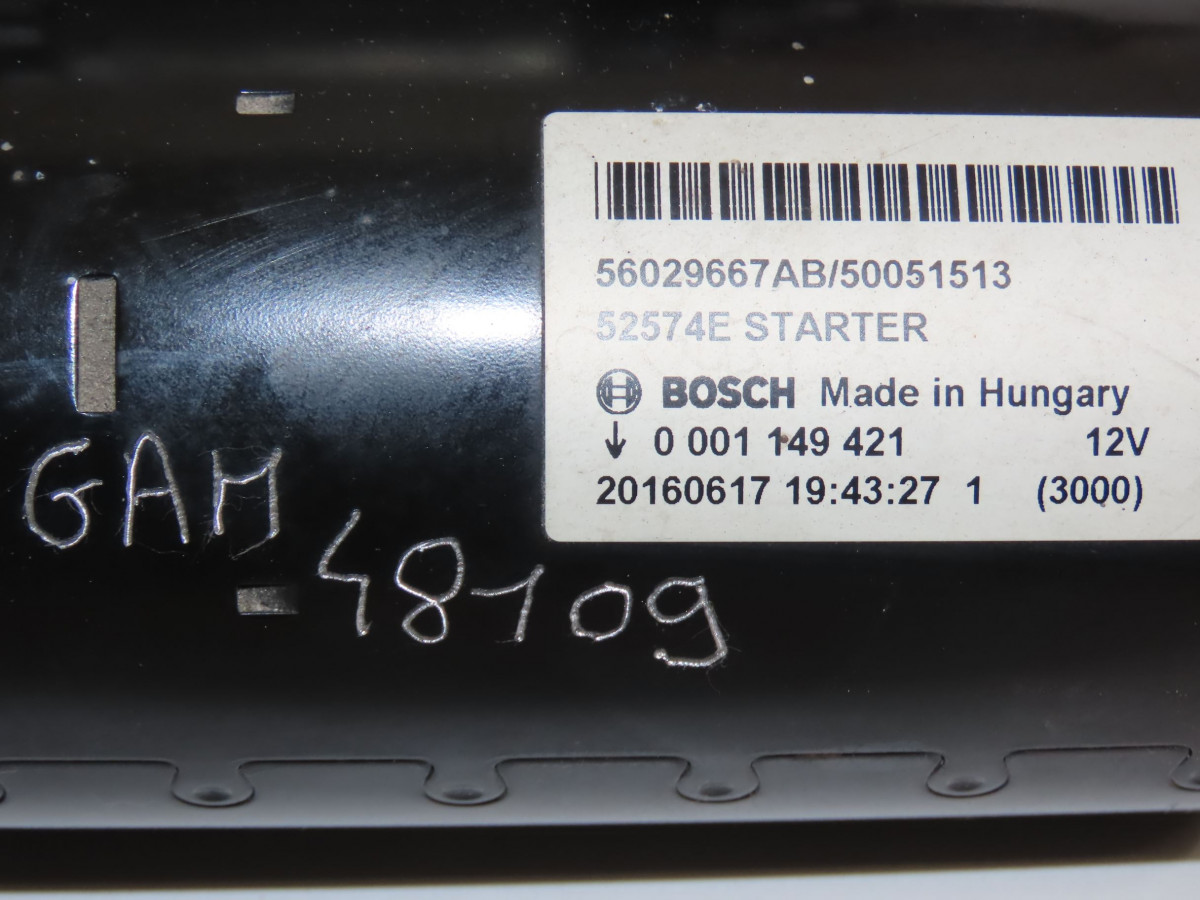 56029667AB/50051513
52574E STARTER
BOSCH Made in Hungary
↓ 0 001 149 421 12V
20160617 19:43:27 1 (3000)
GAM
48109